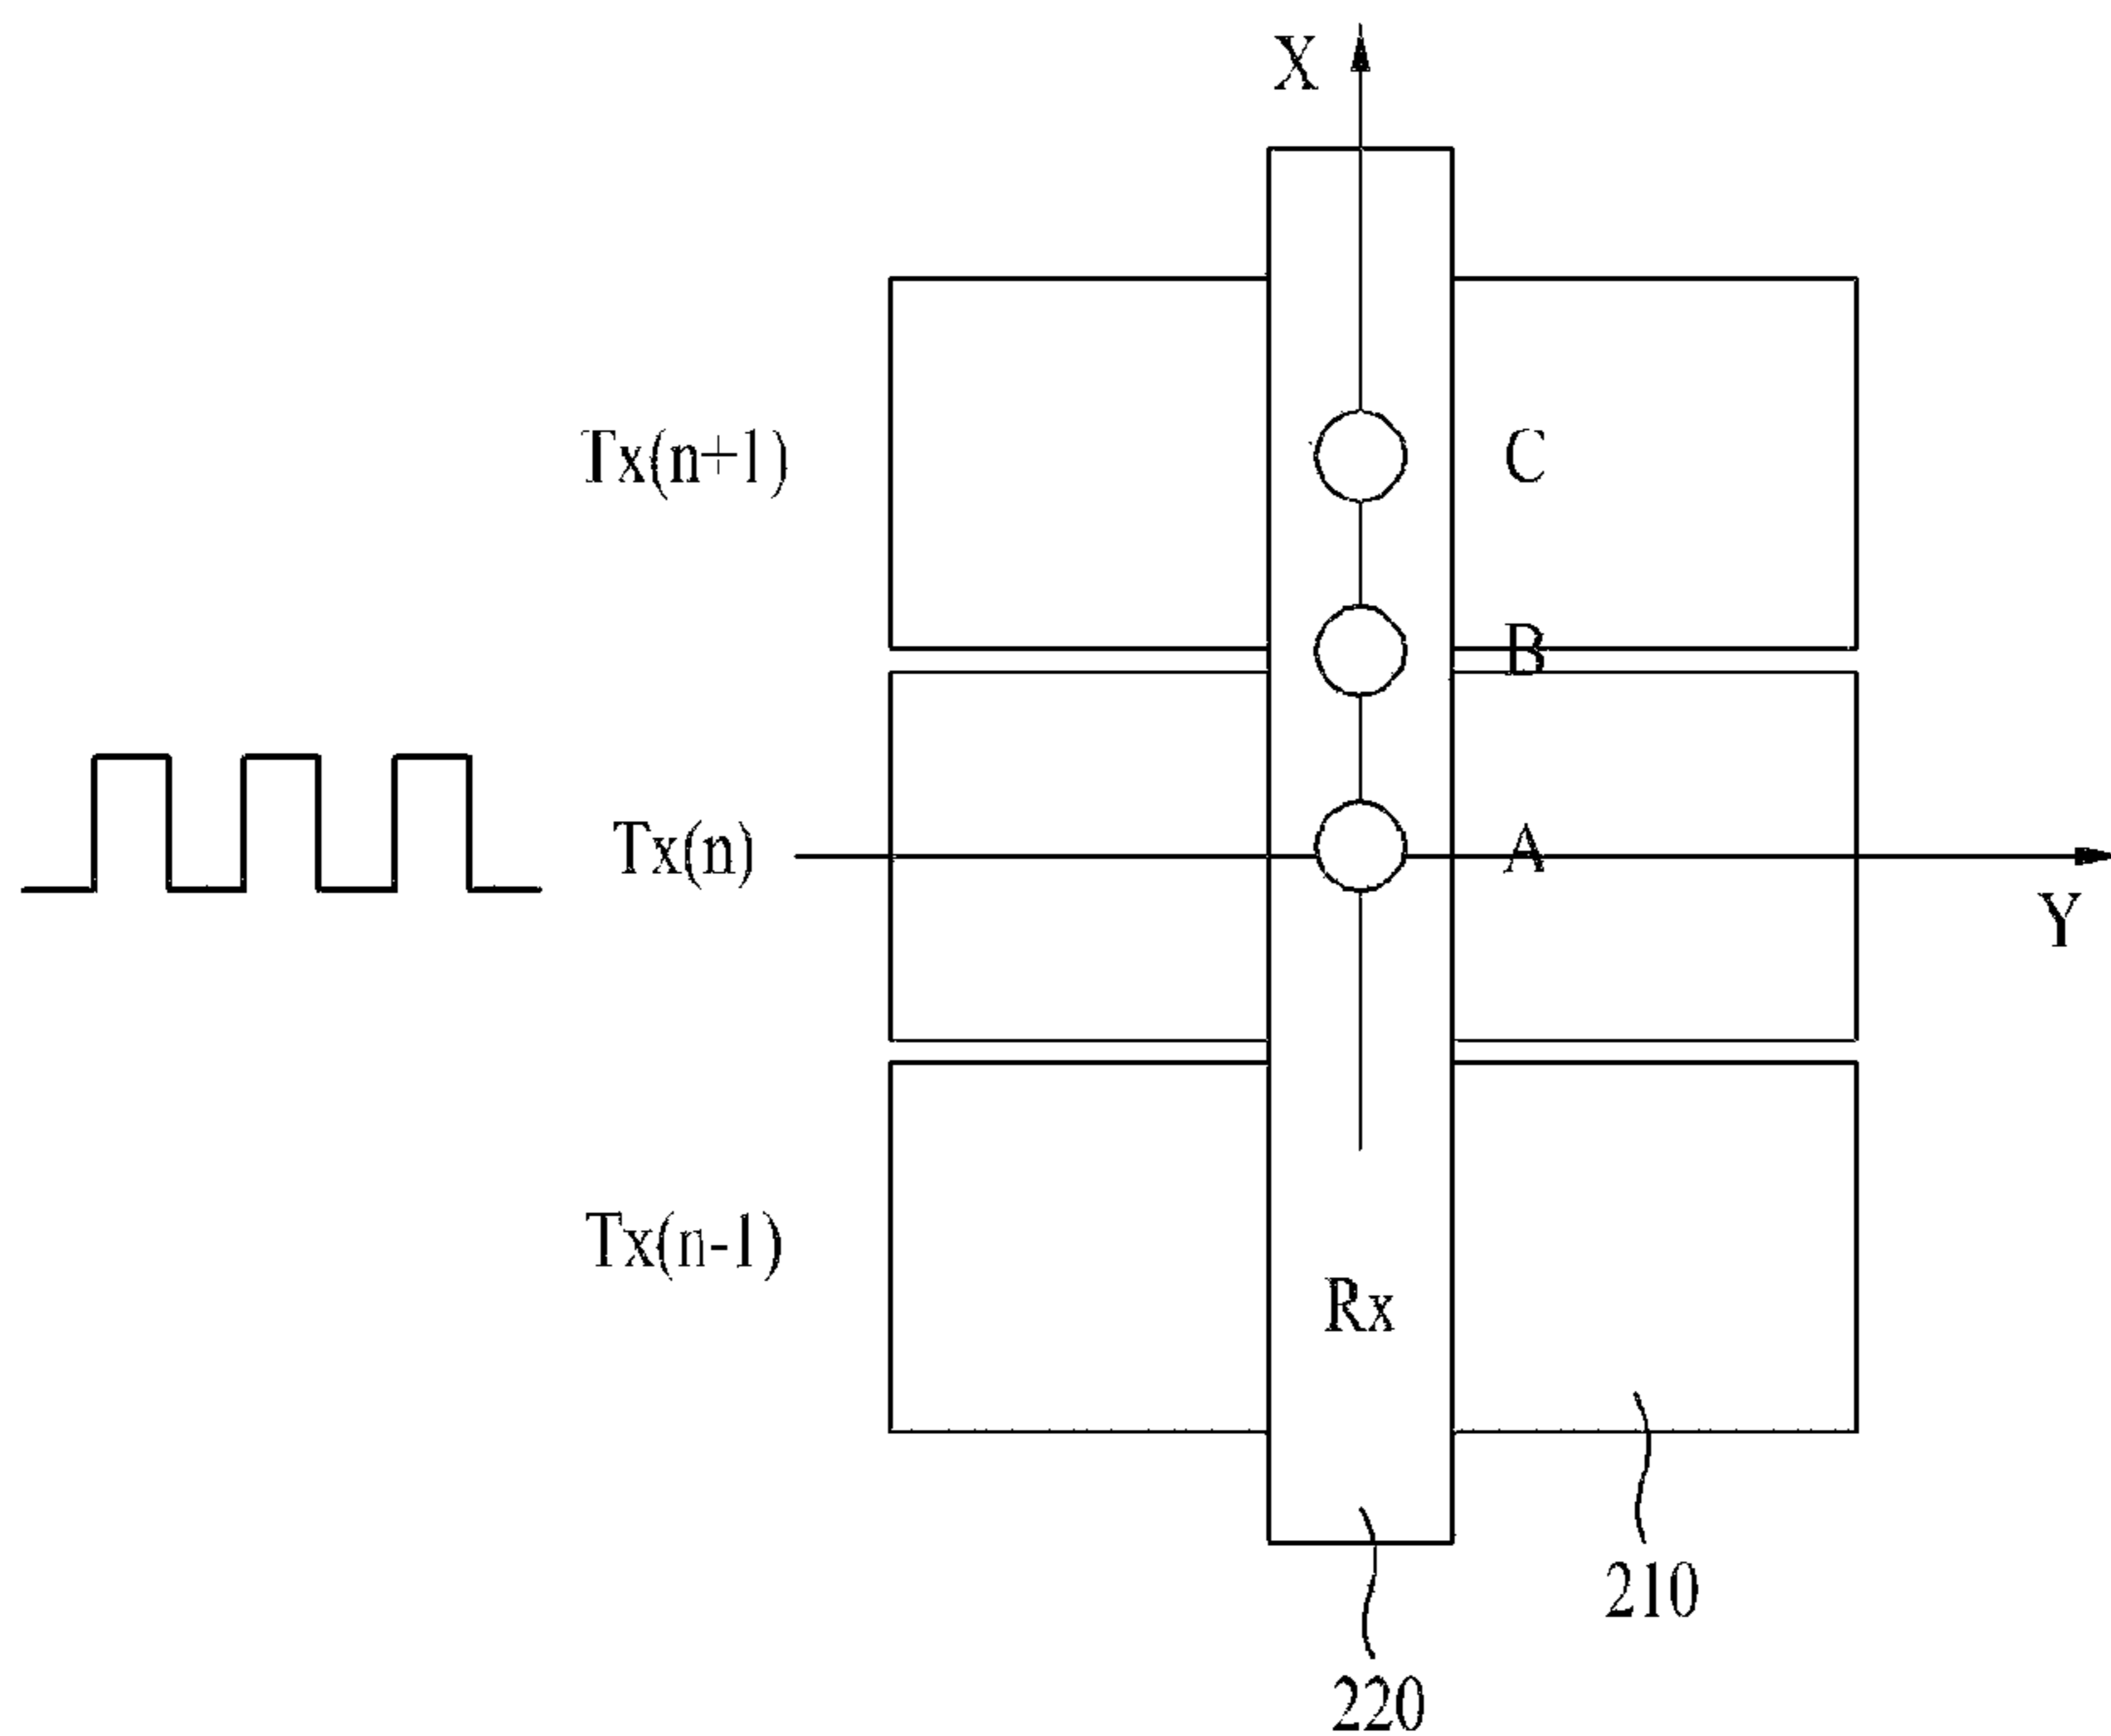 X
Tx(n+1)
C
B
Tx(n)
A
Y
Tx(n-1)
Rx
210
220